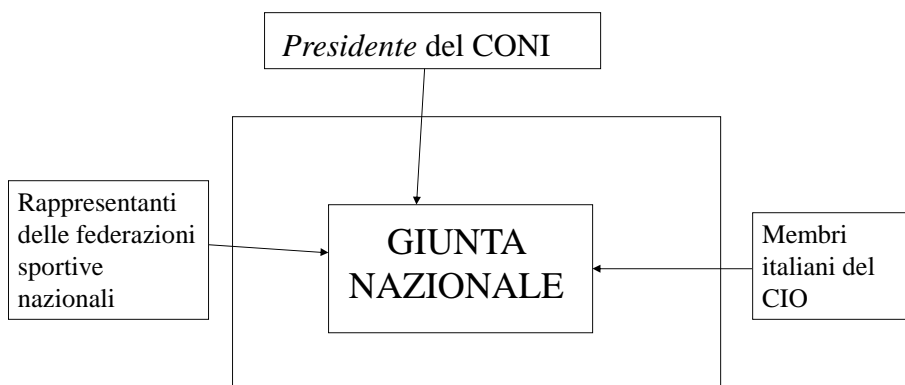 Presidente del CONI
Rappresentanti
delle federazioni
sportive
nazionali
GIUNTA
NAZIONALE
Membri
italiani del
CIO